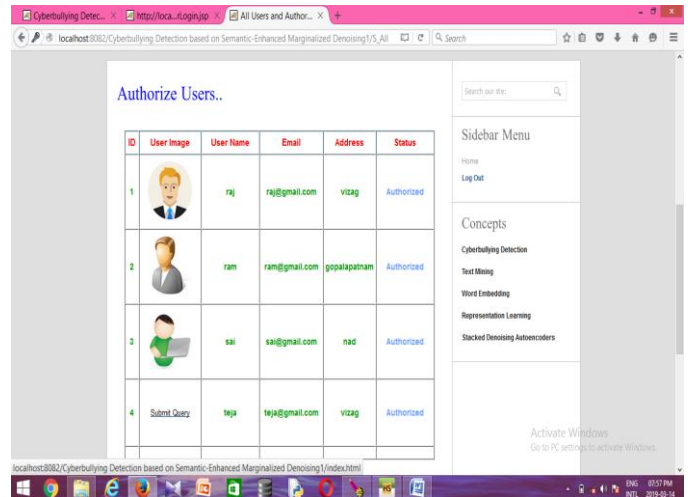 Cyberbullying Detec... × http://loca...rLogin.jsp × All Users and Author... × +
localhost:8082/Cyberbullying Detection based on Semantic-Enhanced Marginalized Denoising1/S_All
Search
Authorize Users..
ID User Image User Name Email Address Status
1 raj raj@gmail.com vizag Authorized
2 ram ram@gmail.com gopalapatnam Authorized
3 sai sai@gmail.com nad Authorized
4 Submit Query teja teja@gmail.com vizag Authorized
Search our site:
Sidebar Menu
Home
Log Out
Concepts
Cyberbullying Detection
Text Mining
Word Embedding
Representation Learning
Stacked Denoising Autoencoders
Activate Windows
Go to PC settings to activate Windows.
localhost:8082/Cyberbullying Detection based on Semantic-Enhanced Marginalized Denoising1/index.html
ENG 07:57 PM
INTL 2019-03-14